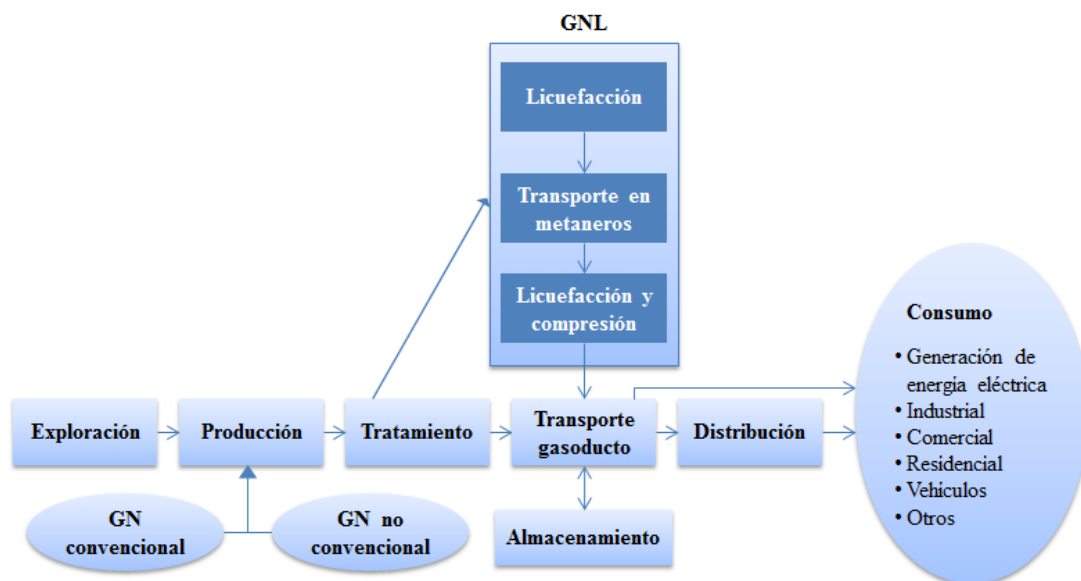 GNL
Licuefacción
Transporte en
metaneros
Licuefacción y
compresión
Exploración
Producción
Tratamiento
Transporte
gasoducto
Distribución
Consumo
• Generación de
energía eléctrica
• Industrial
• Comercial
• Residencial
• Vehículos
• Otros
GN
convencional
GN no
convencional
Almacenamiento